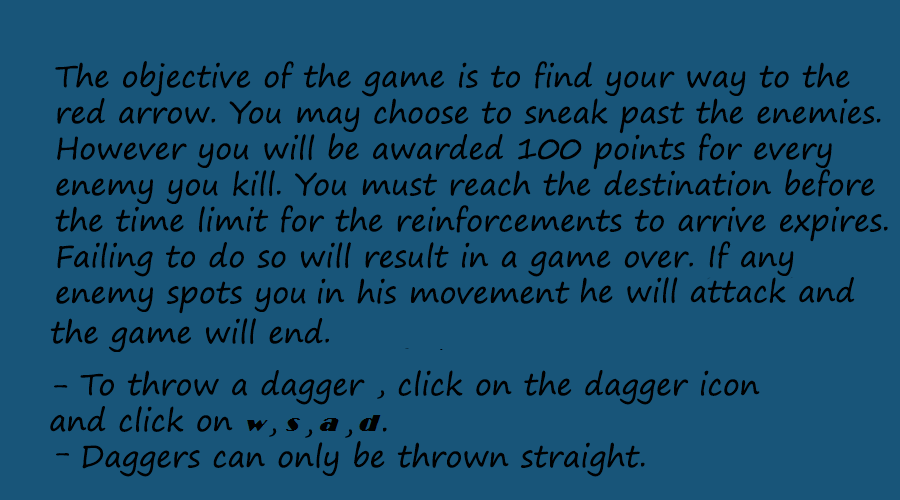 The objective of the game is to find your way to the
red arrow. You may choose to sneak past the enemies.
However you will be awarded 100 points for every
enemy you kill. You must reach the destination before
the time limit for the reinforcements to arrive expires.
Failing to do so will result in a game over. If any
enemy spots you in his movement he will attack and
the game will end.
- To throw a dagger , click on the dagger icon
and click on w,s,a,d.
- Daggers can only be thrown straight.